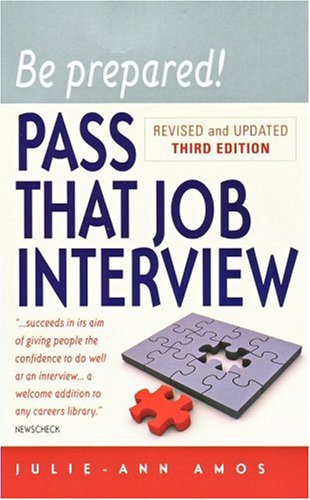 Be prepared!
PASS
REVISED and UPDATED
THIRD EDITION
THAT JOB
INTERVIEW
"...succeeds in its aim
of giving people the
confidence to do well
at an interview... a
welcome addition to
any careers library."
NEWSCHECK
JULIE-ANN AMOS